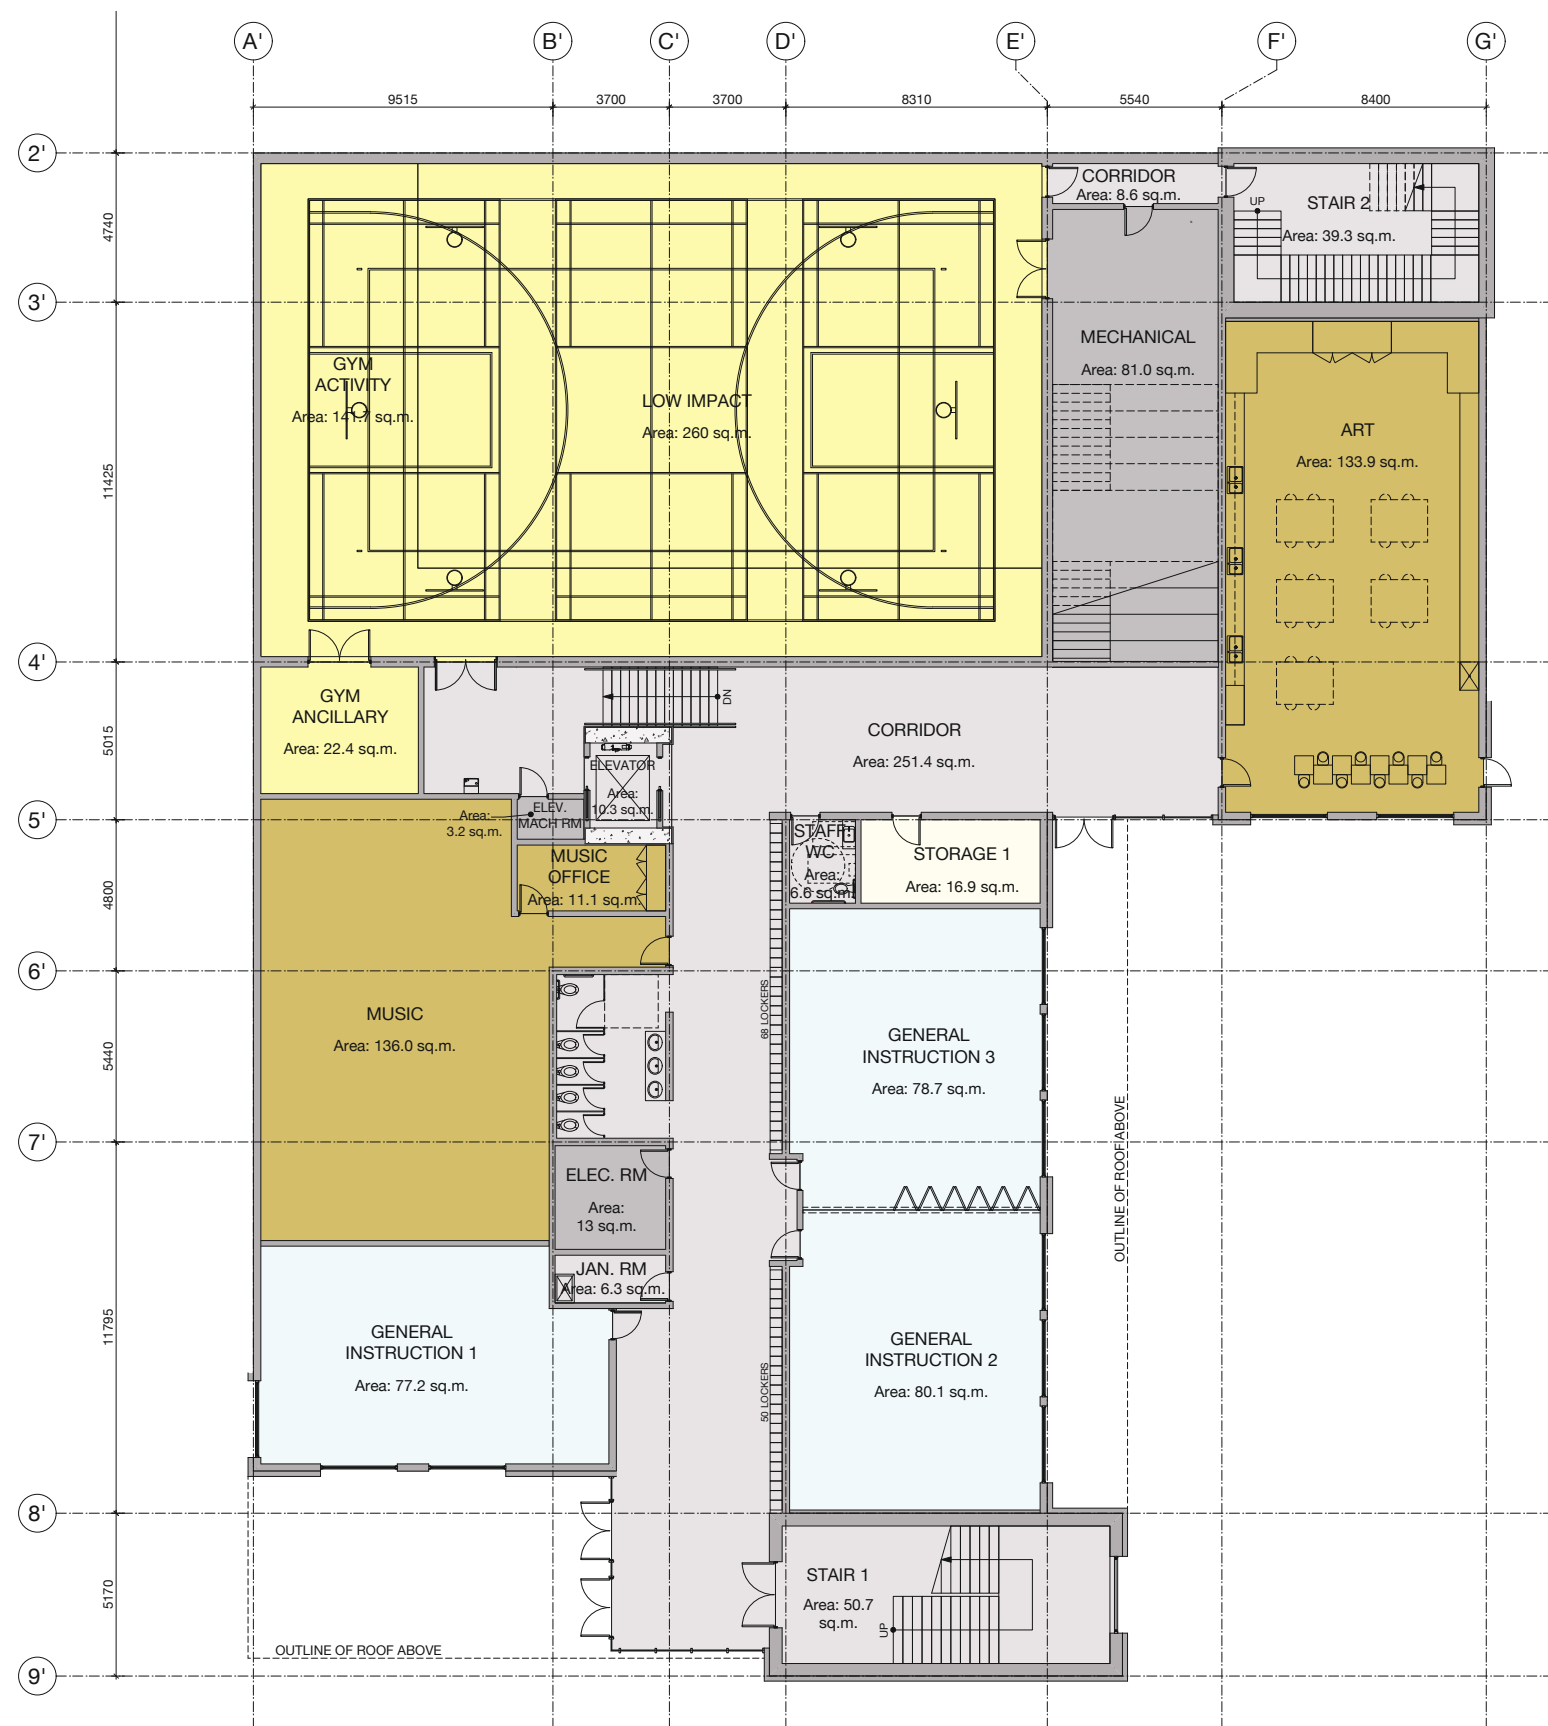 A' B' C' D' E' F' G'
9515 3700 3700 8310 5540 8400
2'
3'
4'
5'
6'
7'
8'
9'
4740
11425
5015
4800
5440
11795
5170
CORRIDOR
Area: 8.6 sq.m.
STAIR 2
Area: 39.3 sq.m.
UP
MECHANICAL
Area: 81.0 sq.m.
GYM
ACTIVITY
Area: 141.7 sq.m.
LOW IMPACT
Area: 260 sq.m.
ART
Area: 133.9 sq.m.
GYM
ANCILLARY
Area: 22.4 sq.m.
DN
CORRIDOR
Area: 251.4 sq.m.
ELEVATOR
Area:
10.3 sq.m.
ELEV.
MACH RM
Area:
3.2 sq.m.
STAFF
WC
Area:
6.6 sq.m.
STORAGE 1
Area: 16.9 sq.m.
MUSIC
OFFICE
Area: 11.1 sq.m.
MUSIC
Area: 136.0 sq.m.
68 LOCKERS
GENERAL
INSTRUCTION 3
Area: 78.7 sq.m.
OUTLINE OF ROOF ABOVE
ELEC. RM
Area:
13 sq.m.
JAN. RM
Area: 6.3 sq.m.
GENERAL
INSTRUCTION 1
Area: 77.2 sq.m.
50 LOCKERS
GENERAL
INSTRUCTION 2
Area: 80.1 sq.m.
STAIR 1
Area: 50.7
sq.m.
UP
OUTLINE OF ROOF ABOVE